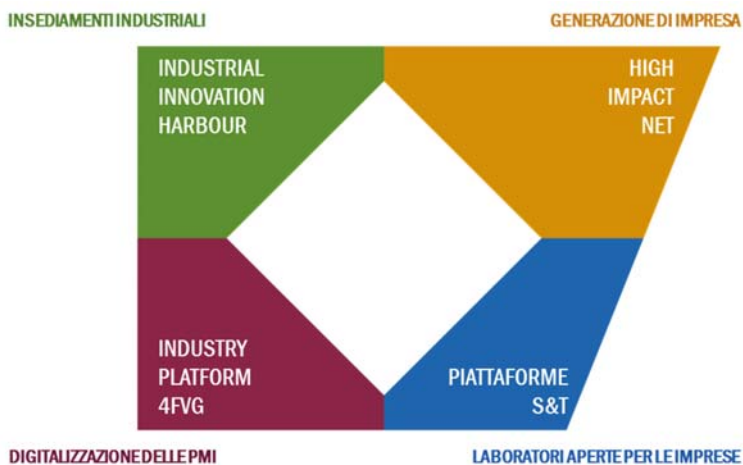 INSEDIAMENTI INDUSTRIALI
GENERAZIONE DI IMPRESA
INDUSTRIAL
INNOVATION
HARBOUR
HIGH
IMPACT
NET
INDUSTRY
PLATFORM
4FVG
PIATTAFORME
S&T
DIGITALIZZAZIONE DELLE PMI
LABORATORI APERTE PER LE IMPRESE